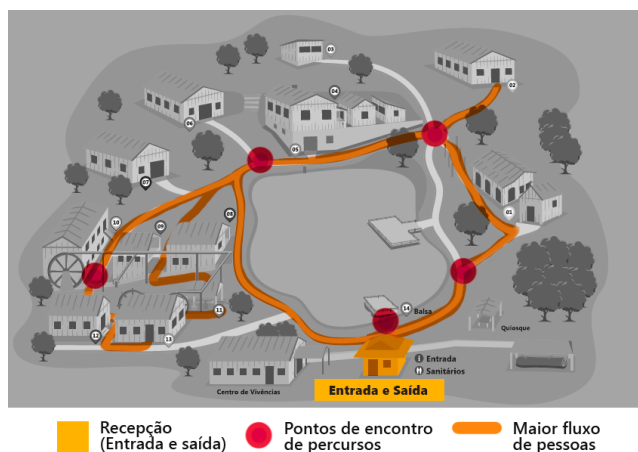 03
02
04
06
05
07
01
08
10
09
11
14
Balsa
12
13
Quiosque
Entrada
Sanitários
Centro de Vivências
Entrada e Saída
Recepção
(Entrada e saída)
Pontos de encontro
de percursos
Maior fluxo
de pessoas